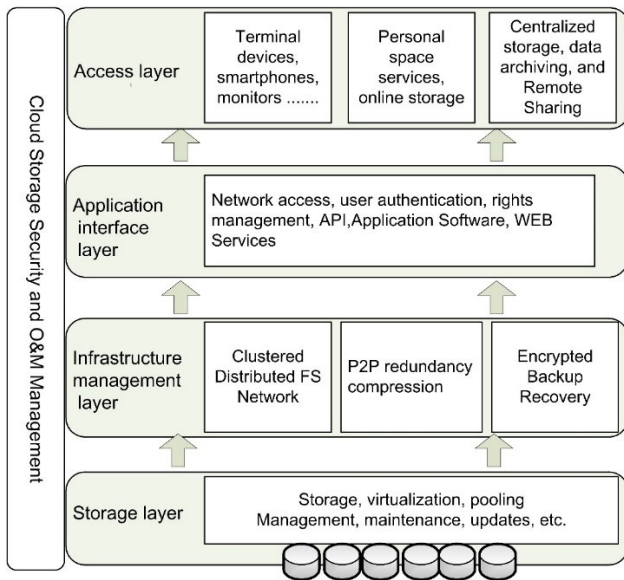 Cloud Storage Security and O&M Management
Access layer
Terminal
devices,
smartphones,
monitors .......
Personal
space
services,
online storage
Centralized
storage, data
archiving, and
Remote
Sharing
Application
interface
layer
Network access, user authentication, rights
management, API,Application Software, WEB
Services
Infrastructure
management
layer
Clustered
Distributed FS
Network
P2P redundancy
compression
Encrypted
Backup
Recovery
Storage layer
Storage, virtualization, pooling
Management, maintenance, updates, etc.